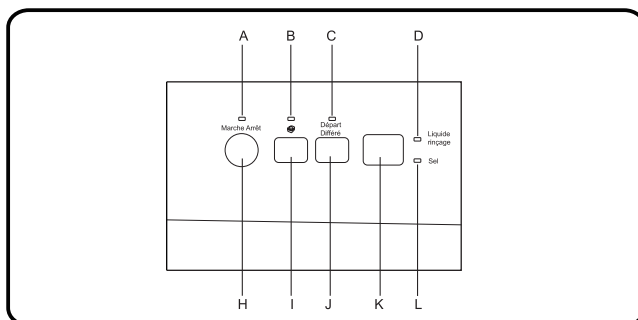 A B C D
Marche Arrêt
Départ
Différé
Liquide
rinçage
Sel
H I J K L